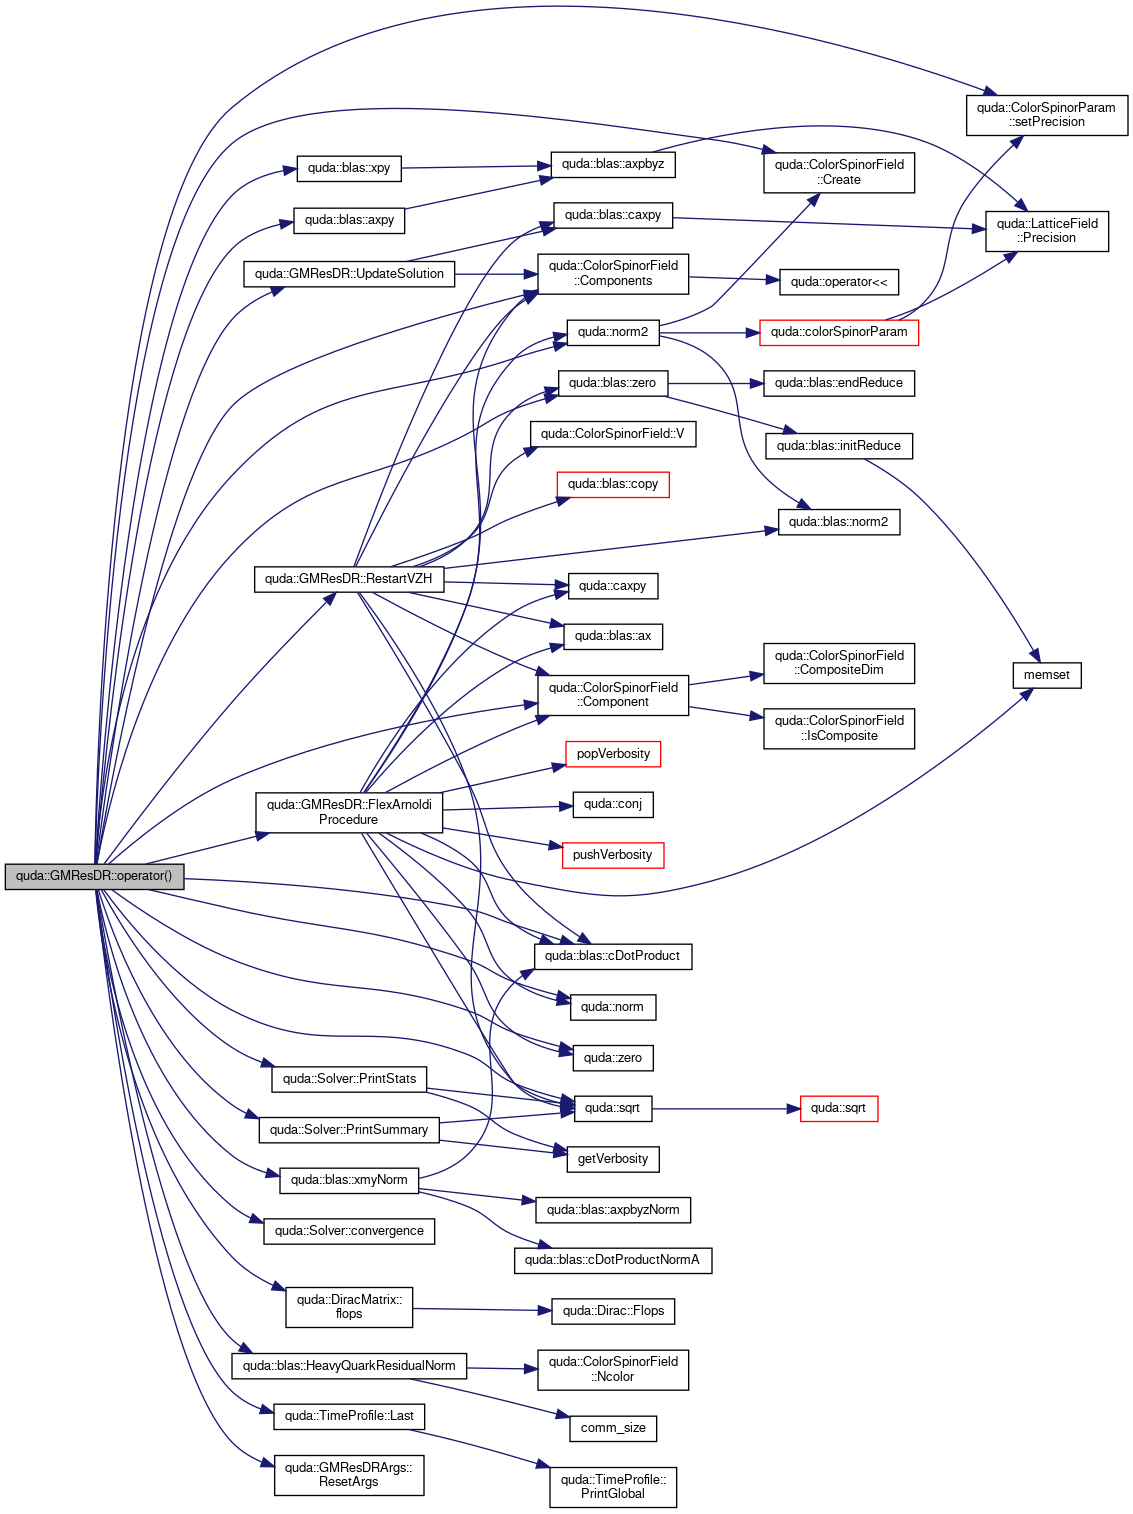 quda::ColorSpinorParam
::setPrecision
quda::blas::xpy
quda::blas::axpbyz
quda::ColorSpinorField
::Create
quda::blas::axpy
quda::blas::caxpy
quda::LatticeField
::Precision
quda::GMResDR::UpdateSolution
quda::ColorSpinorField
::Components
quda::operator<<
quda::norm2
quda::colorSpinorParam
quda::blas::zero
quda::blas::endReduce
quda::ColorSpinorField::V
quda::blas::initReduce
quda::blas::copy
quda::blas::norm2
quda::GMResDR::RestartVZH
quda::caxpy
quda::blas::ax
quda::ColorSpinorField
::CompositeDim
memset
quda::ColorSpinorField
::Component
quda::ColorSpinorField
::IsComposite
popVerbosity
quda::GMResDR::FlexArnoldi
Procedure
quda::conj
pushVerbosity
quda::GMResDR::operator()
quda::blas::cDotProduct
quda::norm
quda::zero
quda::Solver::PrintStats
quda::sqrt
quda::sqrt
quda::Solver::PrintSummary
getVerbosity
quda::blas::xmyNorm
quda::blas::axpbyzNorm
quda::Solver::convergence
quda::blas::cDotProductNormA
quda::DiracMatrix::
flops
quda::Dirac::Flops
quda::blas::HeavyQuarkResidualNorm
quda::ColorSpinorField
::Ncolor
quda::TimeProfile::Last
comm_size
quda::GMResDRArgs::
ResetArgs
quda::TimeProfile::
PrintGlobal